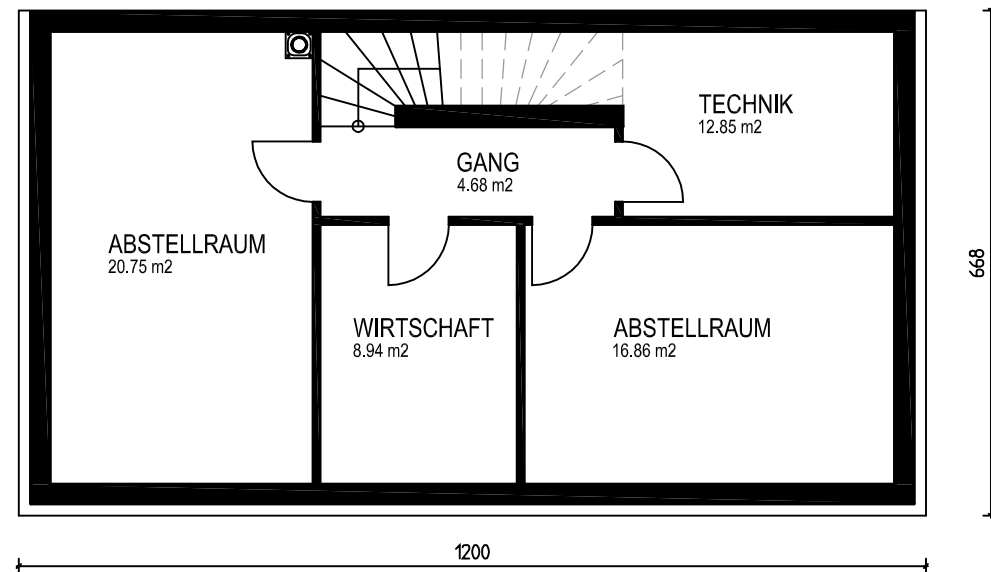 TECHNIK
12.85 m2
GANG
4.68 m2
ABSTELLRAUM
20.75 m2
WIRTSCHAFT
8.94 m2
ABSTELLRAUM
16.86 m2
668
1200